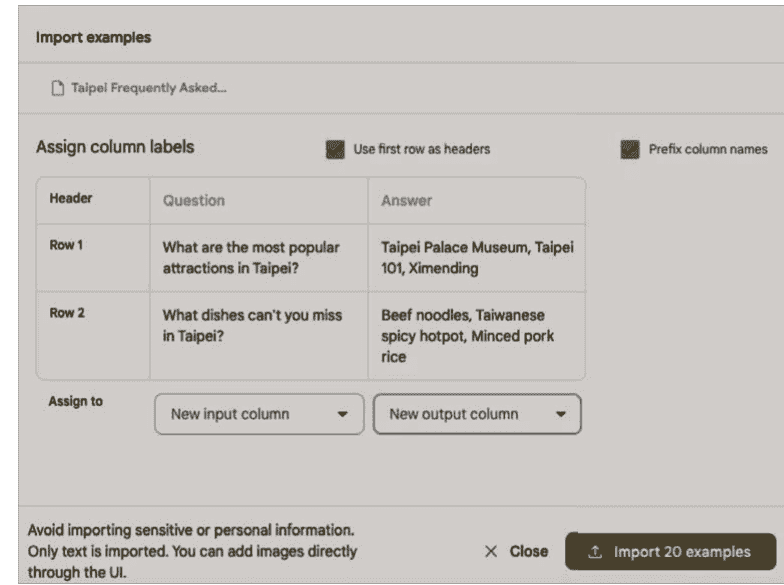 Import examples
Taipei Frequently Asked...
Assign column labels
Use first row as headers
Prefix column names
Header
Question
Answer
Row 1
What are the most popular
attractions in Taipei?
Taipei Palace Museum, Taipei
101, Ximending
Row 2
What dishes can't you miss
in Taipei?
Beef noodles, Taiwanese
spicy hotpot, Minced pork
rice
Assign to
New input column
New output column
Avoid importing sensitive or personal information.
Only text is imported. You can add images directly
through the UI.
Close
Import 20 examples